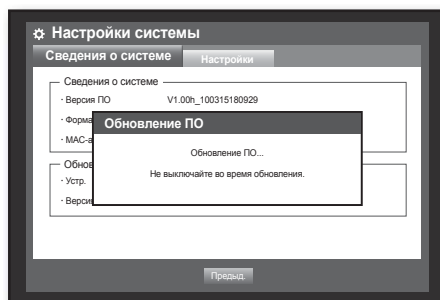 Настройки системы
Сведения о системе
Настройки
Сведения о системе
· Версия ПО V1.00h_100315180929
· Форма
· MAC-а
Обновление ПО
Обновление ПО...
Не выключайте во время обновления.
Обнов
· Устр.
· Верси
Предыд.